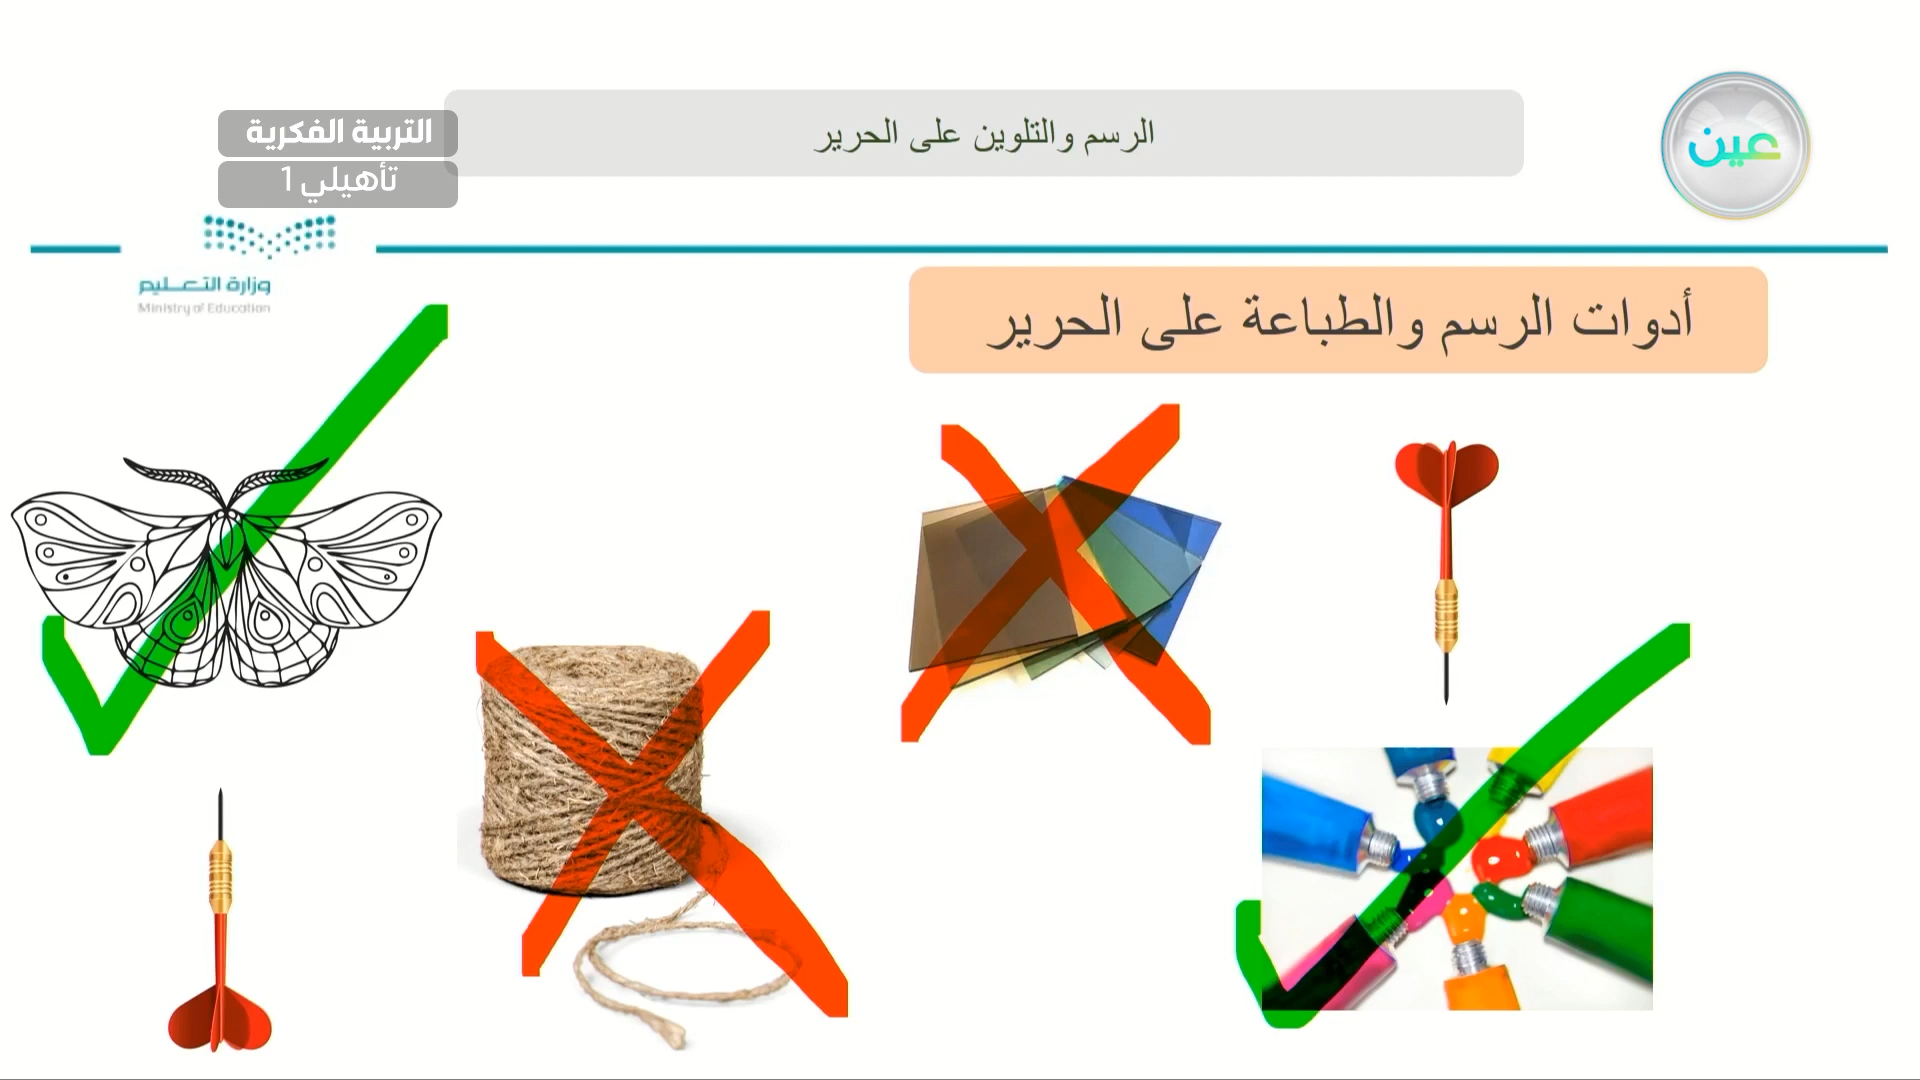 الرسم والتلوين على الحرير
عين
التربية الفكرية
تأهيلي 1
وزارة التعليم
Ministry of Education
أدوات الرسم والطباعة على الحرير